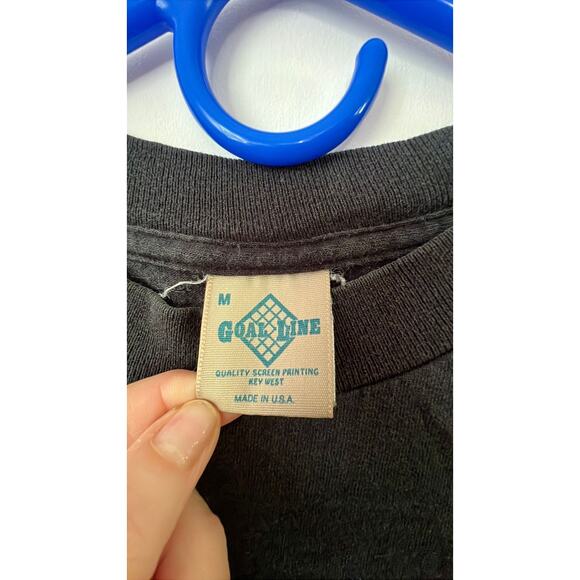 M
GOAL LINE
QUALITY SCREEN PRINTING
KEY WEST
MADE IN U.S.A.